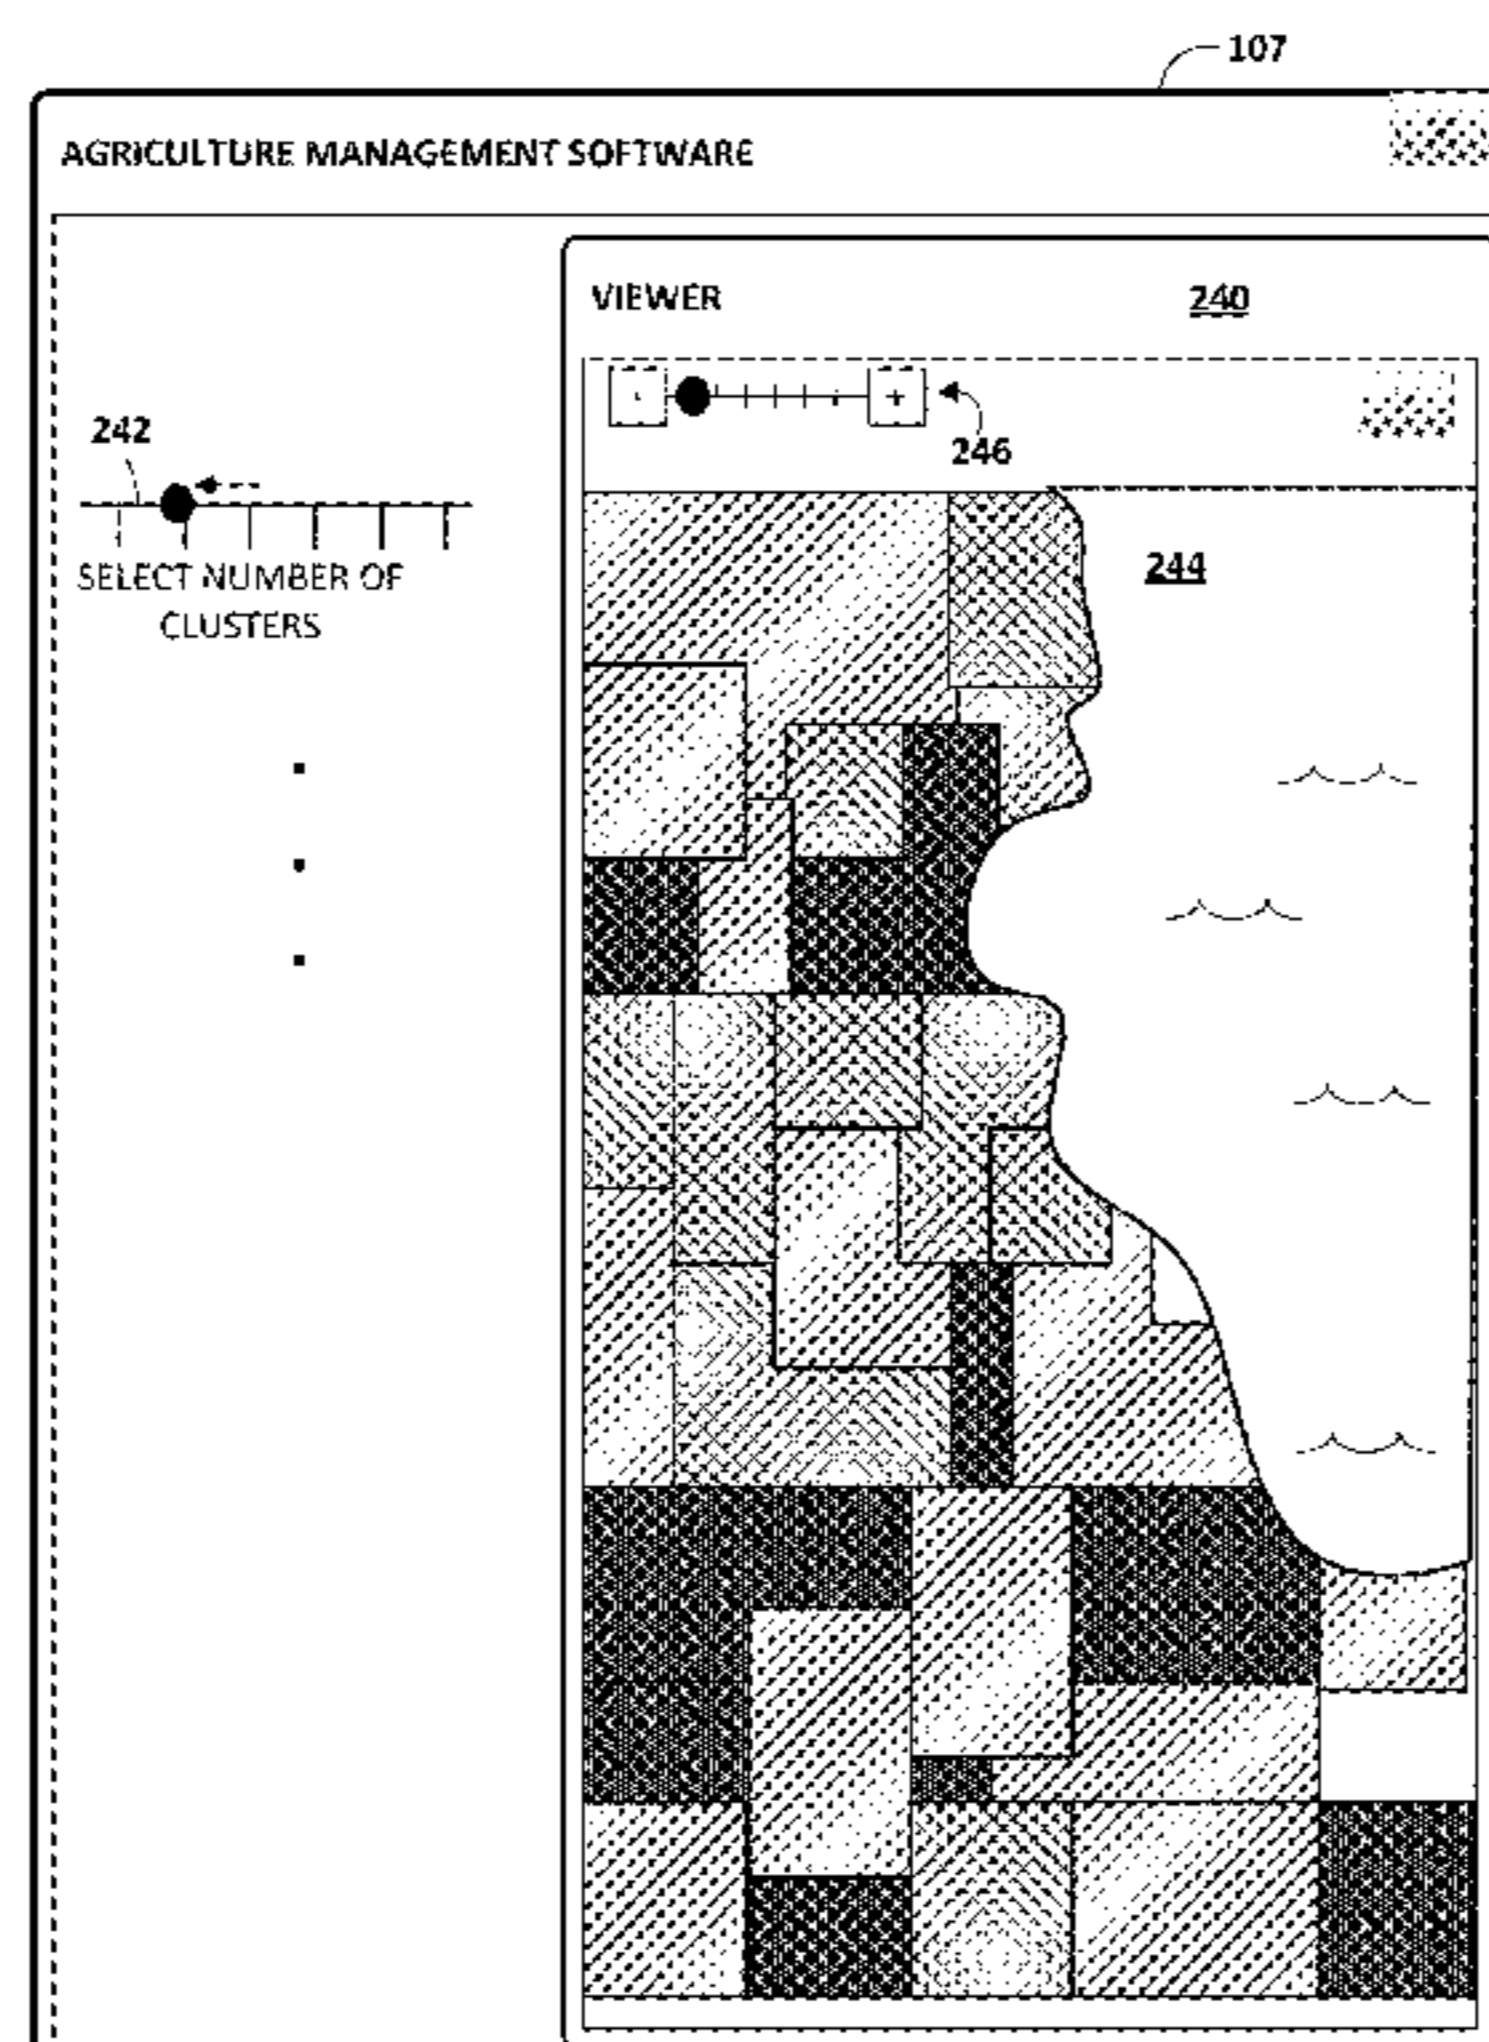 107
AGRICULTURE MANAGEMENT SOFTWARE
VIEWER
240
- +
246
242
SELECT NUMBER OF
CLUSTERS
244